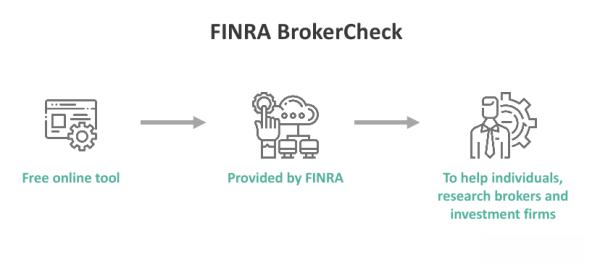 FINRA BrokerCheck
Free online tool
Provided by FINRA
To help individuals,
research brokers and
investment firms